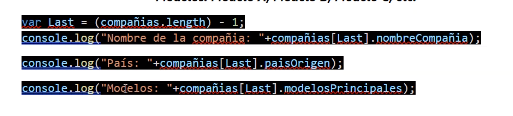 var Last = (compañias.length) - 1;
console.log("Nombre de la compañia: "+compañias[Last].nombreCompañia);
console.log("País: "+compañias[Last].paisOrigen);
console.log("Modelos: "+compañias[Last].modelosPrincipales);